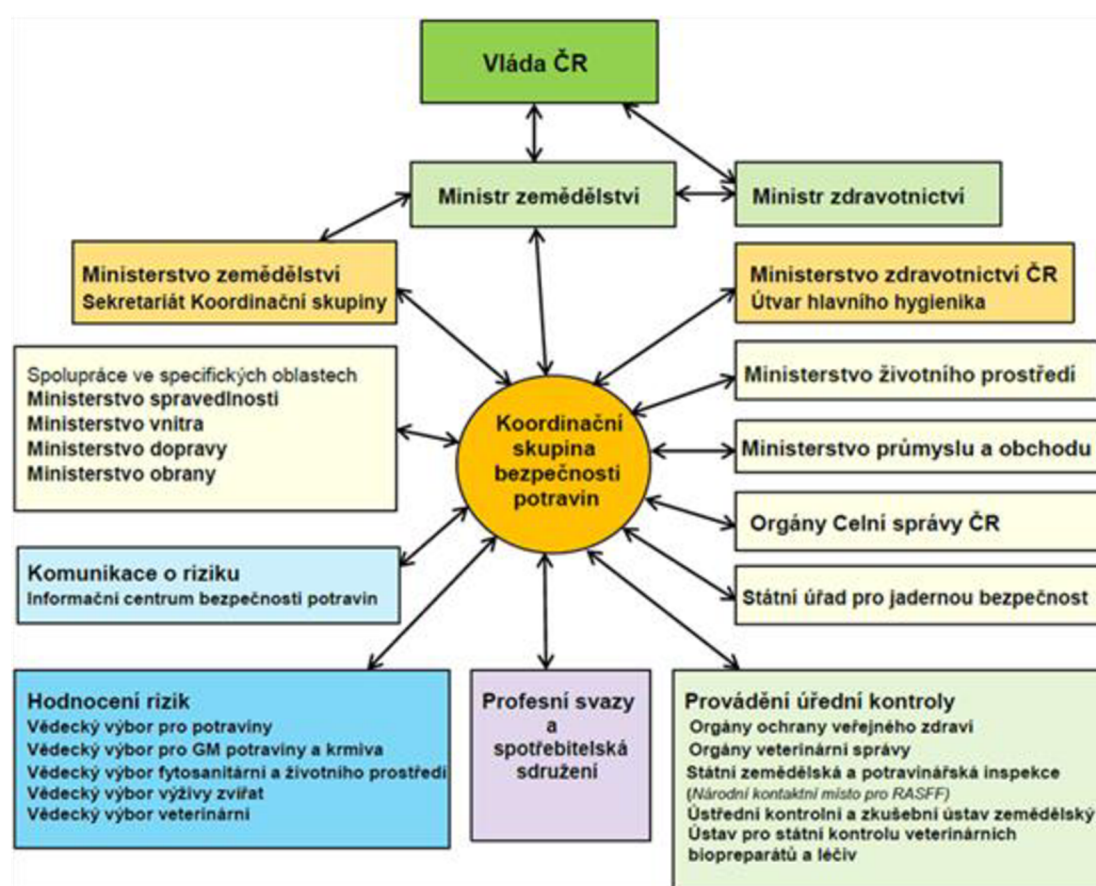 Vláda ČR
Ministr zemědělství
Ministr zdravotnictví
Ministerstvo zemědělství
Sekretariát Koordinační skupiny
Ministerstvo zdravotnictví ČR
Útvar hlavního hygienika
Spolupráce ve specifických oblastech
Ministerstvo spravedlnosti
Ministerstvo vnitra
Ministerstvo dopravy
Ministerstvo obrany
Koordinační
skupina
bezpečnosti
potravin
Ministerstvo životního prostředí
Ministerstvo průmyslu a obchodu
Orgány Celní správy ČR
Státní úřad pro jadernou bezpečnost
Komunikace o riziku
Informační centrum bezpečnosti potravin
Hodnocení rizik
Vědecký výbor pro potraviny
Vědecký výbor pro GM potraviny a krmiva
Vědecký výbor fytosanitární a životního prostředí
Vědecký výbor výživy zvířat
Vědecký výbor veterinární
Profesní svazy
a
spotřebitelská
sdružení
Provádění úřední kontroly
Orgány ochrany veřejného zdraví
Orgány veterinární správy
Státní zemědělská a potravinářská inspekce
(Národní kontaktní místo pro RASFF)
Ústřední kontrolní a zkušební ústav zemědělský
Ústav pro státní kontrolu veterinárních
biopreparátů a léčiv